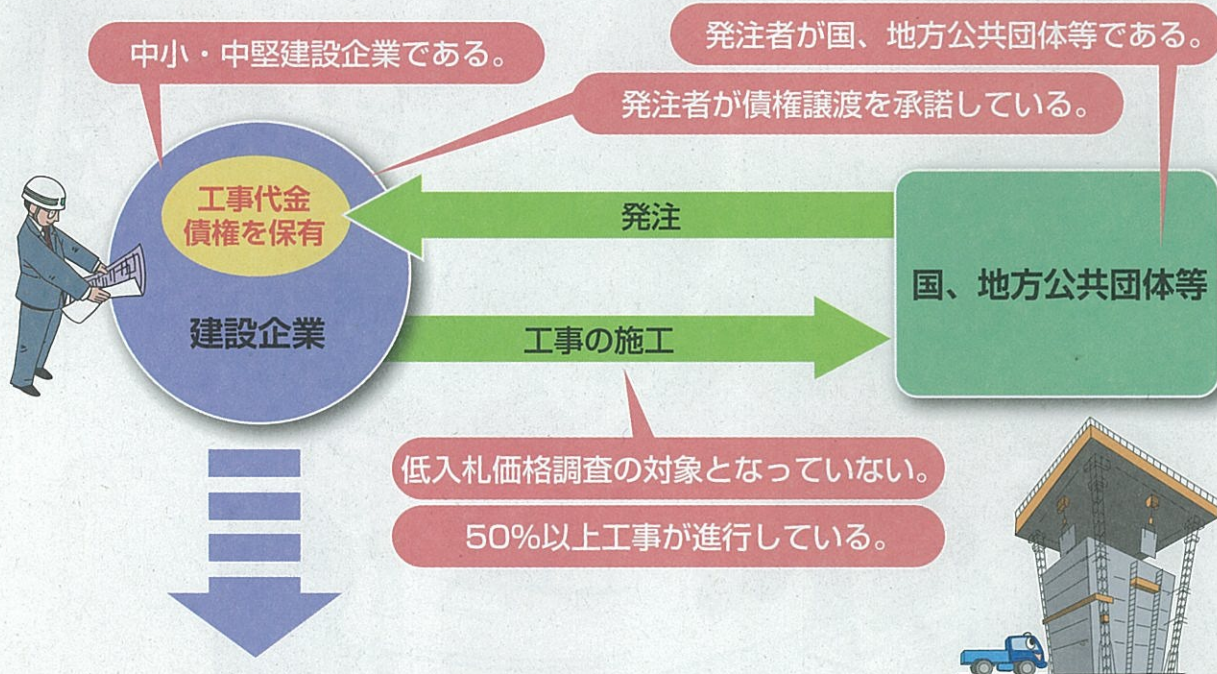 中小・中堅建設企業である。
発注者が国、地方公共団体等である。
発注者が債権譲渡を承諾している。
工事代金
債権を保有
発注
国、地方公共団体等
建設企業
工事の施工
低入札価格調査の対象となっていない。
50%以上工事が進行している。